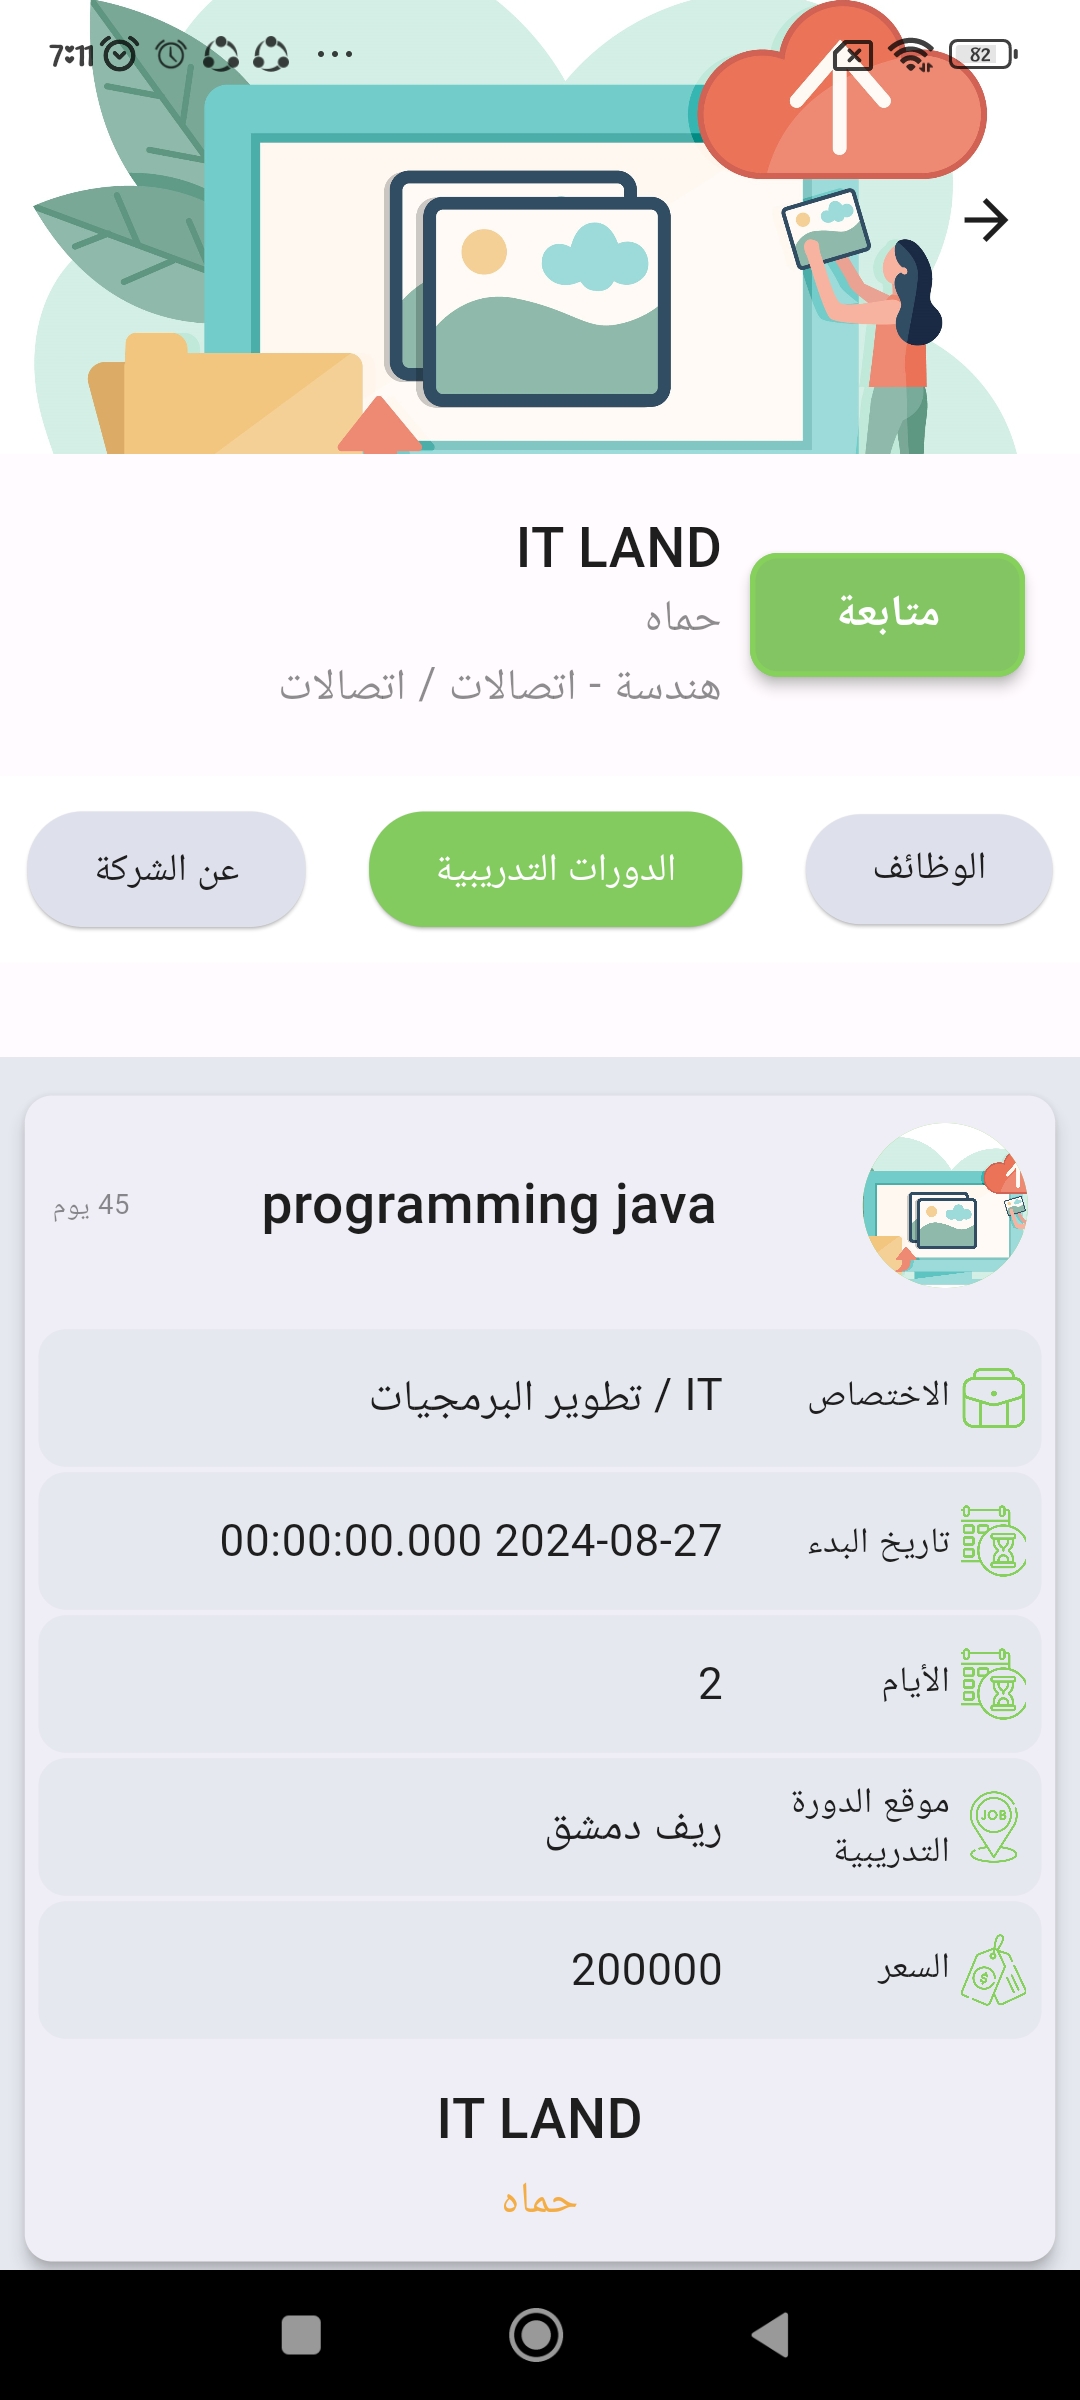 7:11
82
IT LAND
حماه
هندسة - اتصالات / اتصالات
متابعة
الوظائف
الدورات التدريبية
عن الشركة
programming java
45 يوم
الاختصاص
IT / تطوير البرمجيات
تاريخ البدء
00:00:00.000 2024-08-27
الأيام
2
JOB
موقع الدورة
التدريبية
ريف دمشق
$
السعر
200000
IT LAND
حماه